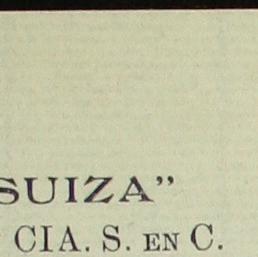 SUIZA”
CIA. S. EN C.